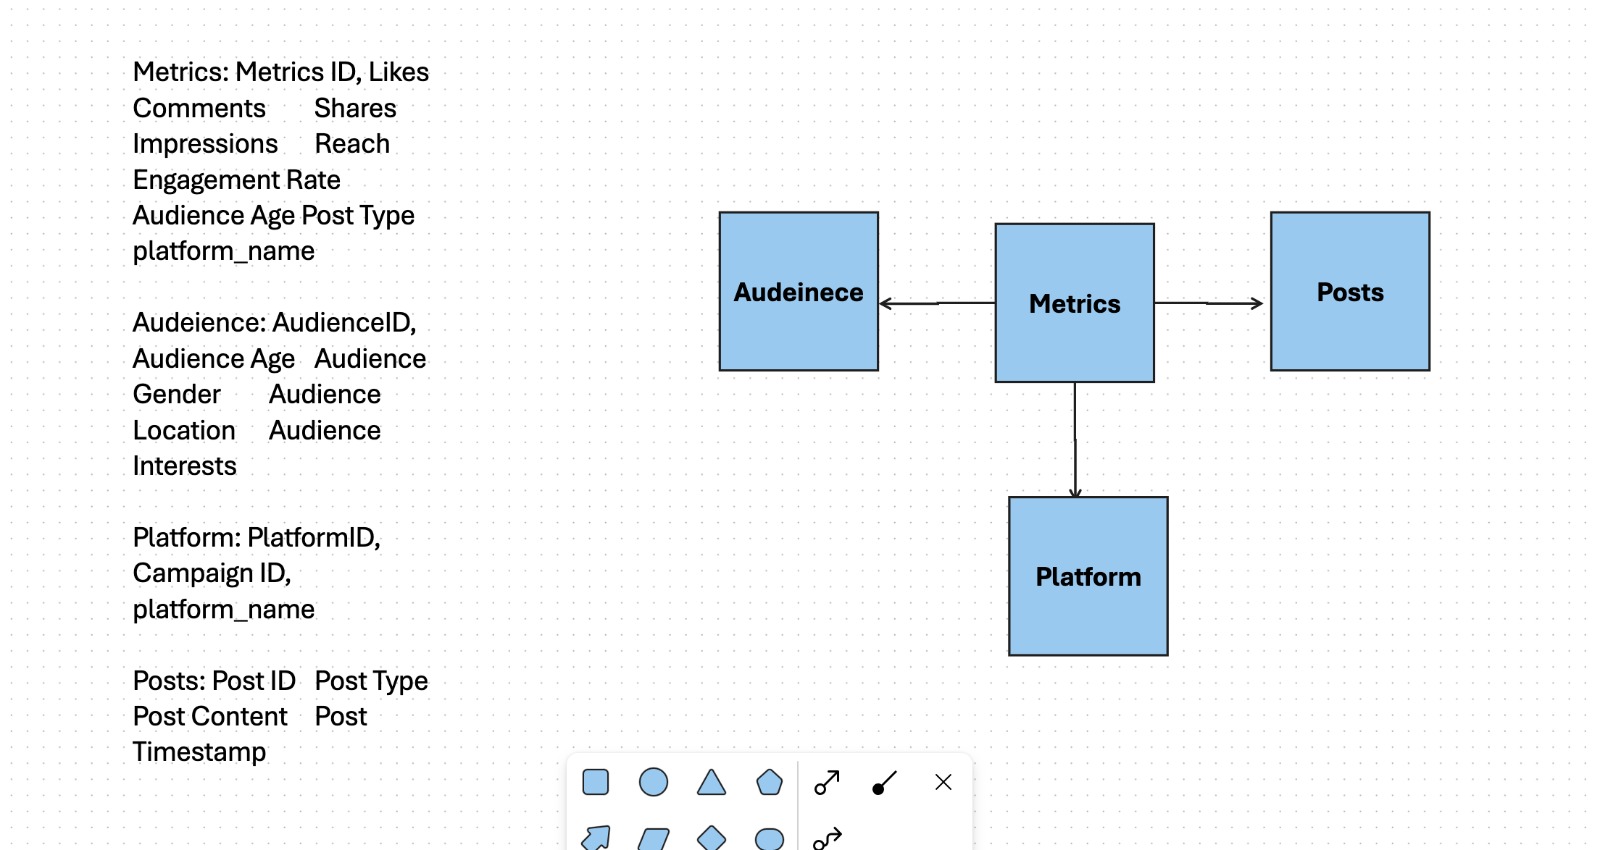 Metrics: Metrics ID, Likes
Comments Shares
Impressions Reach
Engagement Rate
Audience Age Post Type
platform_name
Audeience: AudienceID,
Audience Age Audience
Gender Audience
Location Audience
Interests
Platform: PlatformID,
Campaign ID,
platform_name
Posts: Post ID Post Type
Post Content Post
Timestamp
Audeinece
Metrics
Posts
Platform